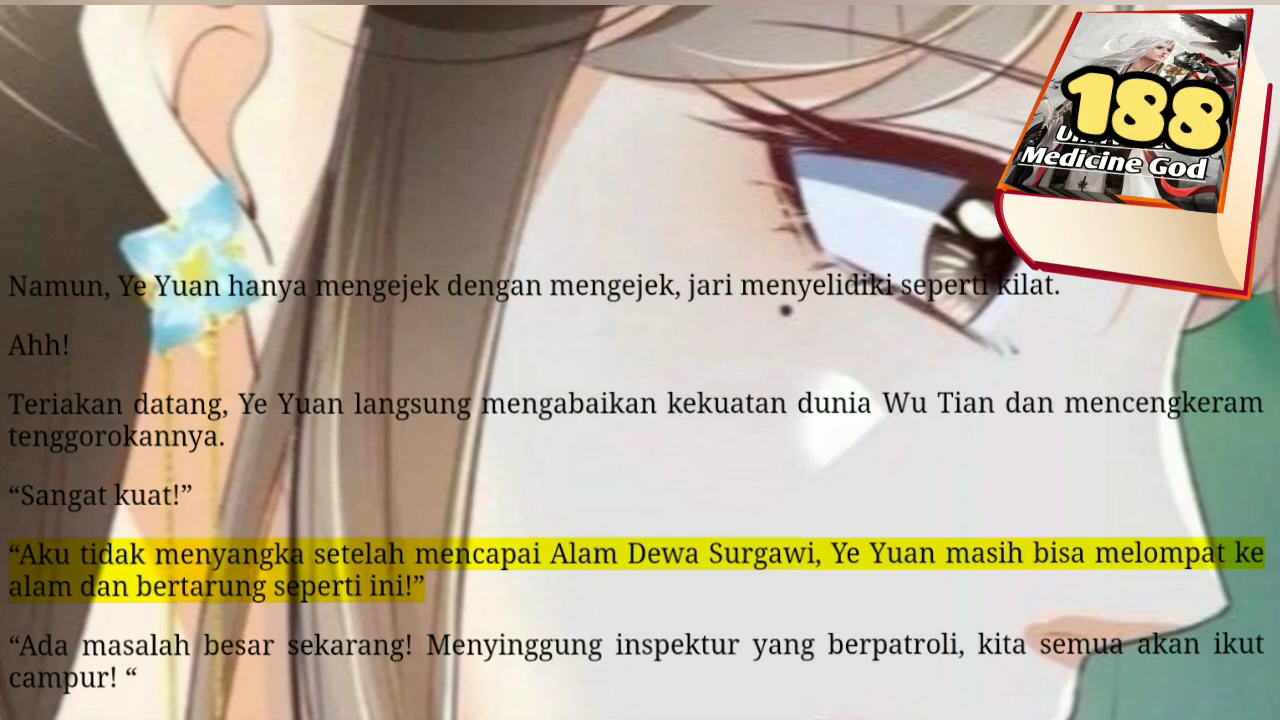 188
Medicine God
Namun, Ye Yuan hanya mengejek dengan mengejek, jari menyelidiki seperti kilat.
Ahh!
Teriakan datang, Ye Yuan langsung mengabaikan kekuatan dunia Wu Tian dan mencengkeram
tenggorokannya.
“Sangat kuat!”
“Aku tidak menyangka setelah mencapai Alam Dewa Surgawi, Ye Yuan masih bisa melompat ke
alam dan bertarung seperti ini!”
“Ada masalah besar sekarang! Menyinggung inspektur yang berpatroli, kita semua akan ikut
campur! “